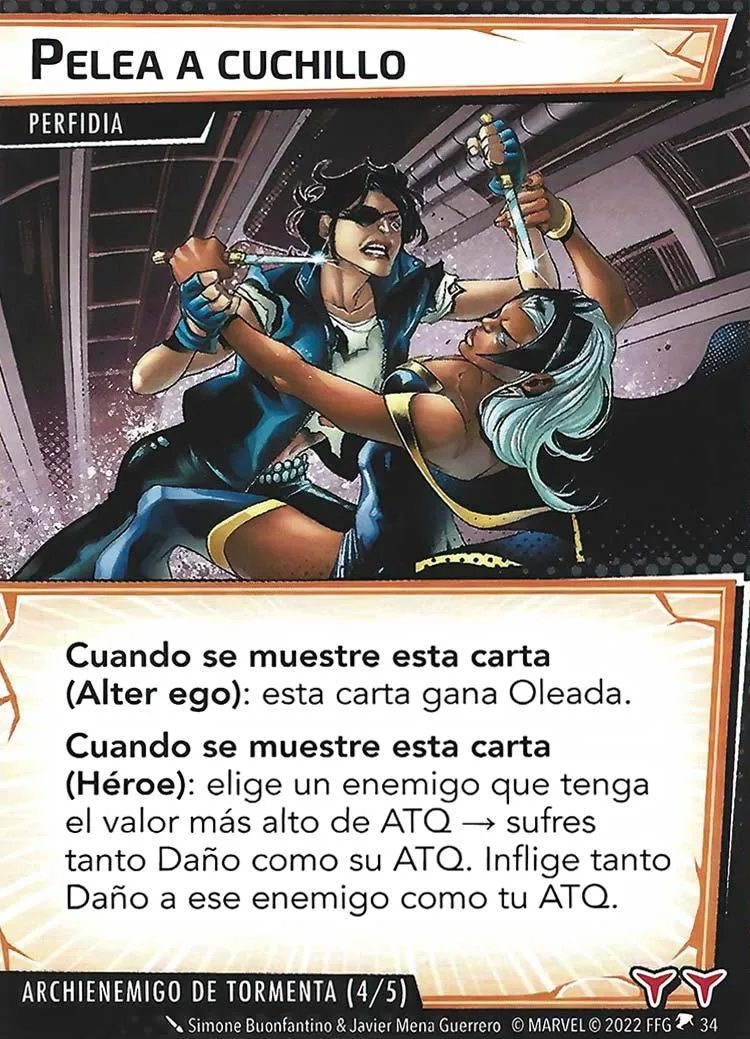 PELEA A CUCHILLO
PERFIDIA
Cuando se muestre esta carta
(Alter ego): esta carta gana Oleada.
Cuando se muestre esta carta
(Héroe): elige un enemigo que tenga
el valor más alto de ATQ → sufres
tanto Daño como su ATQ. Inflige tanto
Daño a ese enemigo como tu ATQ.
ARCHIENEMIGO DE TORMENTA (4/5)
Simone Buonfantino & Javier Mena Guerrero © MARVEL © 2022 FFG 34